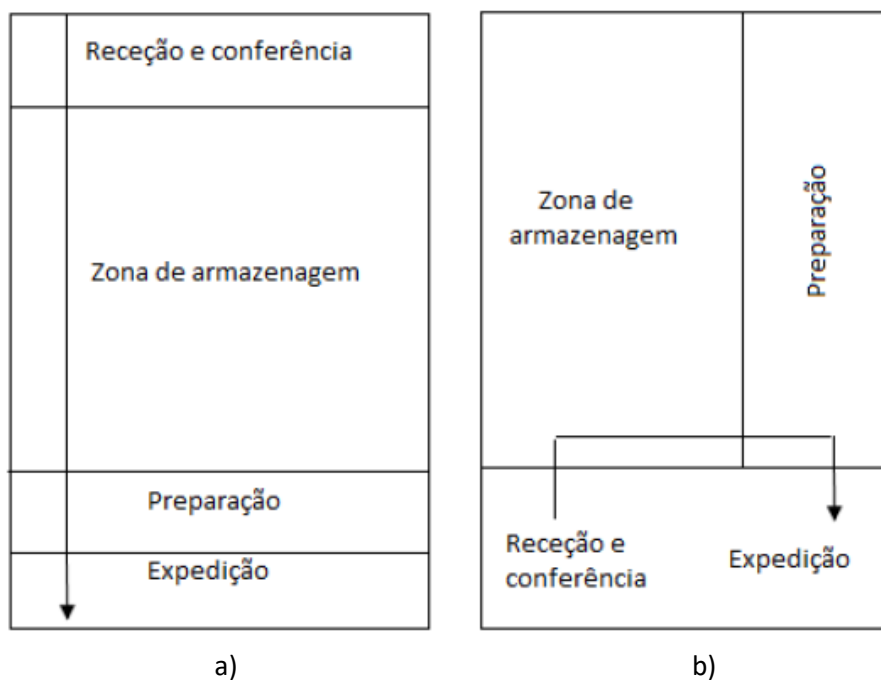 Receção e conferência
Zona de armazenagem
Preparação
Expedição
a)
Zona de
armazenagem
Preparação
Receção e
conferência
Expedição
b)